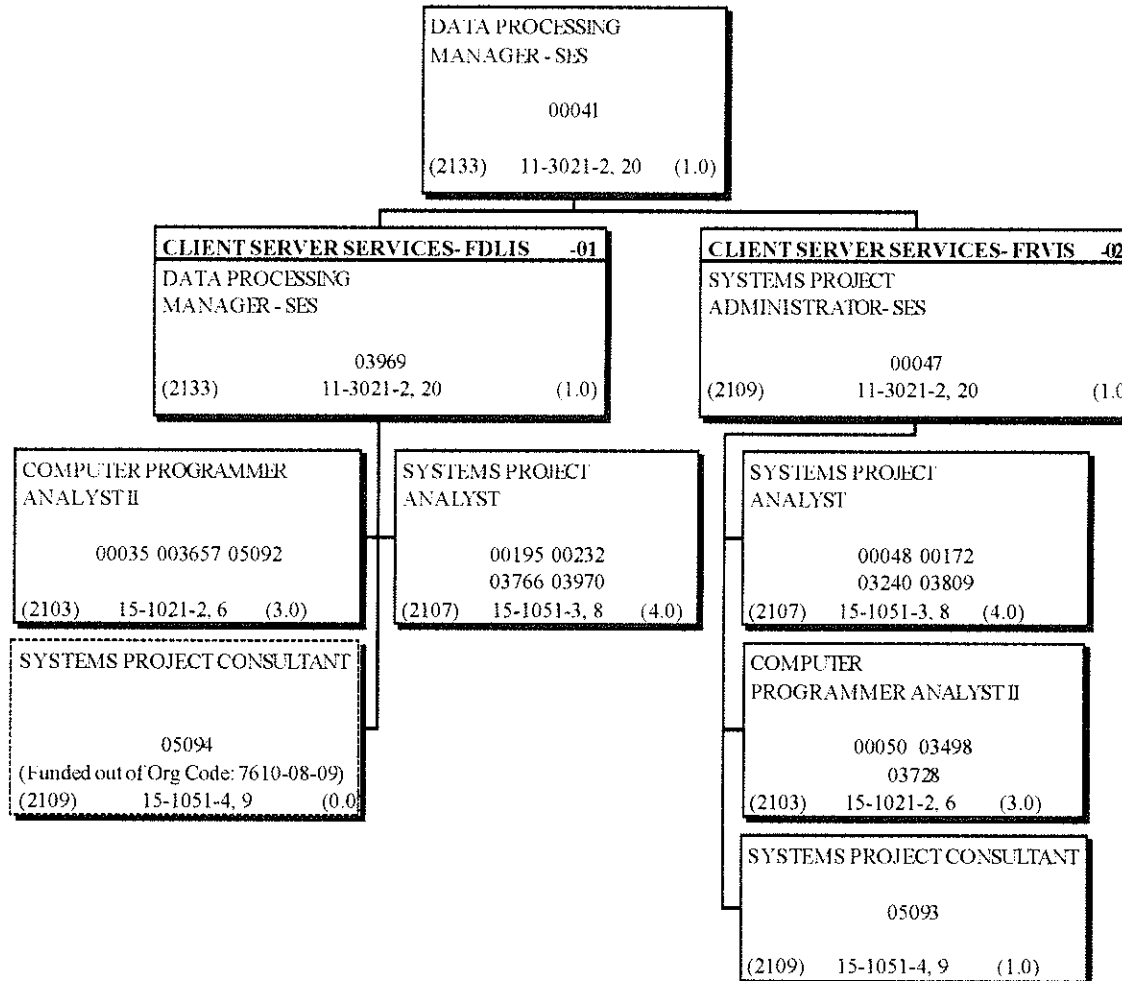 DATA PROCESSING
MANAGER - SES
00041
(2133) 11-3021-2, 20 (1.0)
CLIENT SERVER SERVICES- FDLIS -01
DATA PROCESSING
MANAGER - SES
03969
(2133) 11-3021-2, 20 (1.0)
CLIENT SERVER SERVICES- FRVIS -02
SYSTEMS PROJECT
ADMINISTRATOR- SES
00047
(2109) 11-3021-2, 20 (1.0
COMPUTER PROGRAMMER
ANALYST II
00035 003657 05092
(2103) 15-1021-2, 6 (3.0)
SYSTEMS PROJECT
ANALYST
00195 00232
03766 03970
(2107) 15-1051-3, 8 (4.0)
SYSTEMS PROJECT
ANALYST
00048 00172
03240 03809
(2107) 15-1051-3, 8 (4.0)
SYSTEMS PROJECT CONSULTANT
05094
(Funded out of Org Code: 7610-08-09)
(2109) 15-1051-4, 9 (0.0
COMPUTER
PROGRAMMER ANALYST II
00050 03498
03728
(2103) 15-1021-2, 6 (3.0)
SYSTEMS PROJECT CONSULTANT
05093
(2109) 15-1051-4, 9 (1.0)